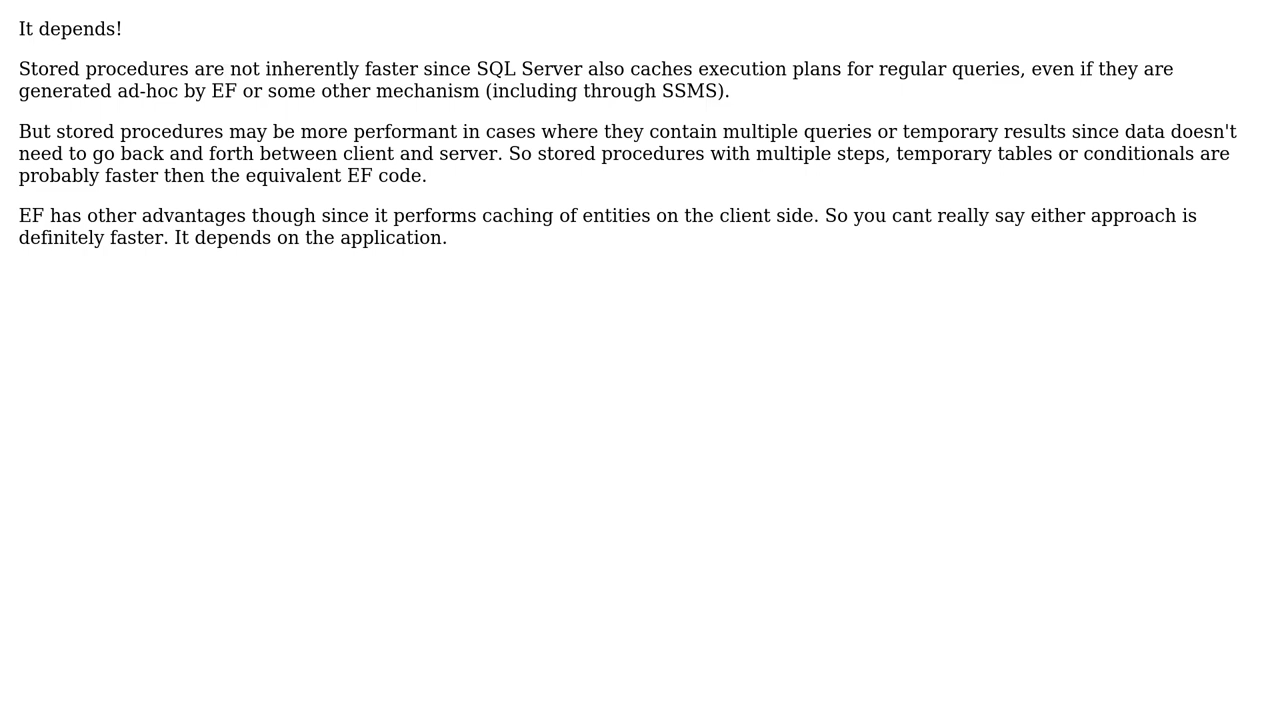 It depends!
Stored procedures are not inherently faster since SQL Server also caches execution plans for regular queries, even if they are
generated ad-hoc by EF or some other mechanism (including through SSMS).
But stored procedures may be more performant in cases where they contain multiple queries or temporary results since data doesn't
need to go back and forth between client and server. So stored procedures with multiple steps, temporary tables or conditionals are
probably faster then the equivalent EF code.
EF has other advantages though since it performs caching of entities on the client side. So you cant really say either approach is
definitely faster. It depends on the application.